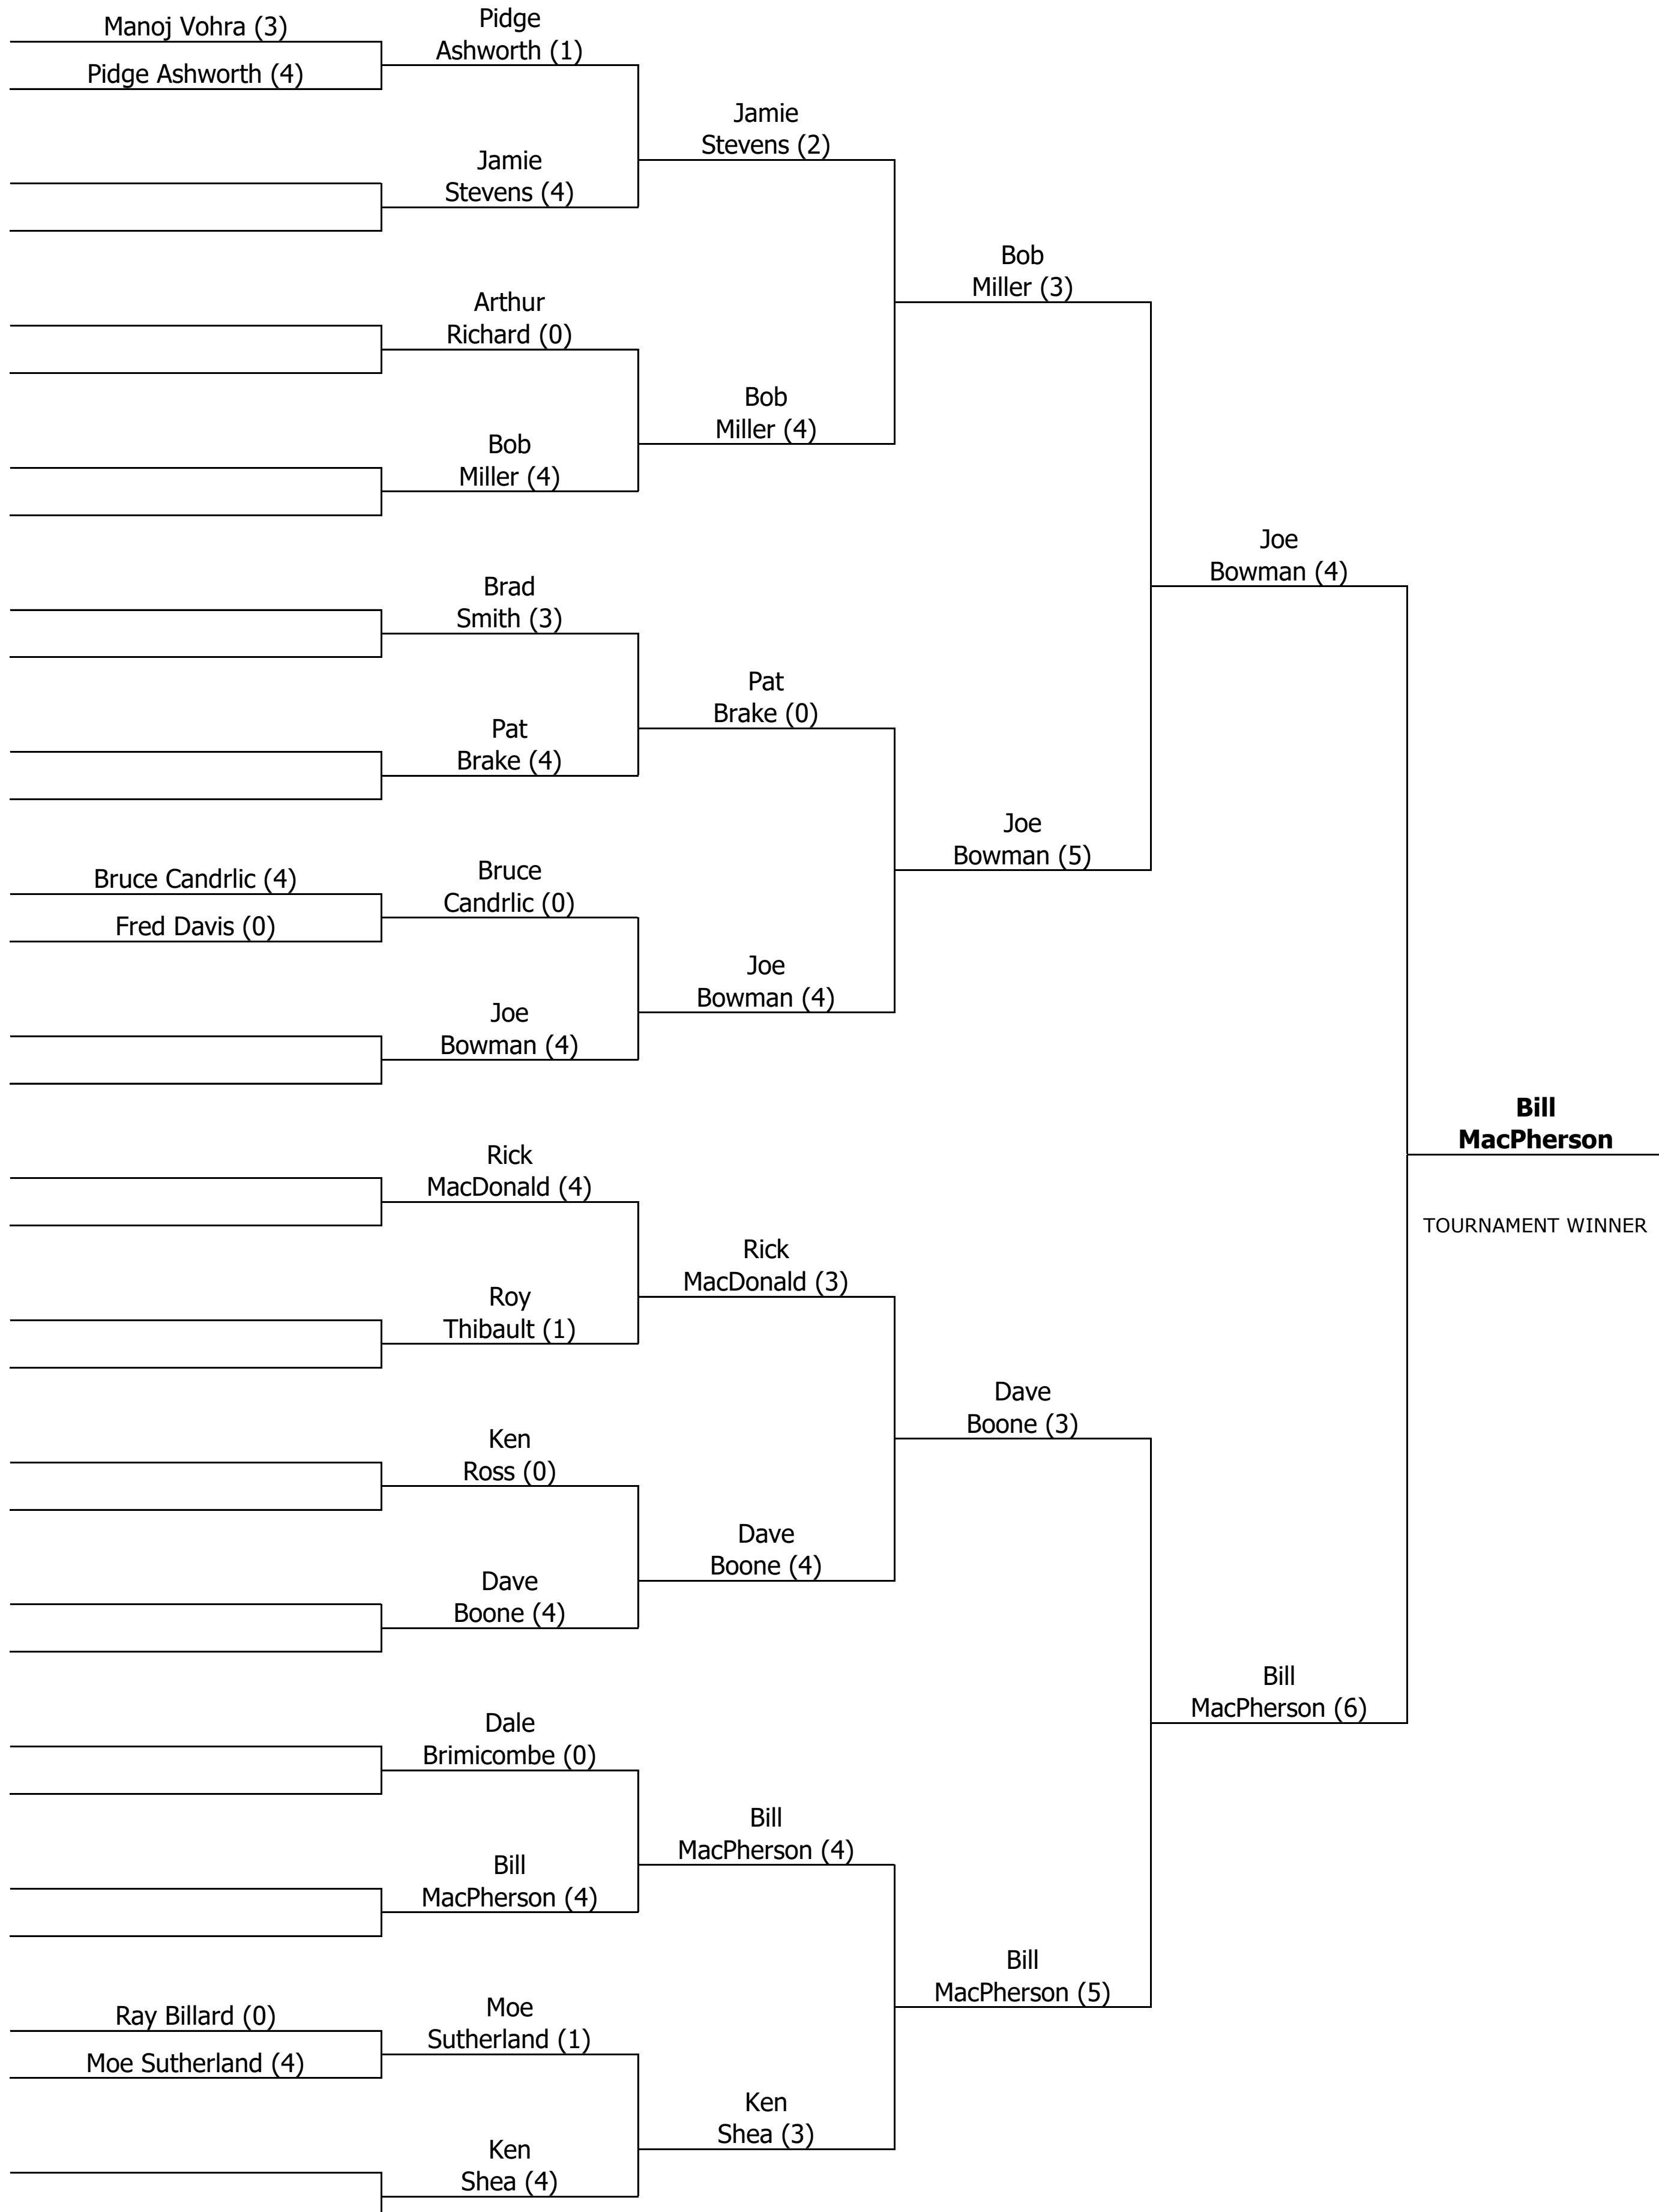 Manoj Vohra (3)
Pidge Ashworth (4)
Bruce Candrlic (4)
Fred Davis (0)
Ray Billard (0)
Moe Sutherland (4)
Pidge
Ashworth (1)
Jamie
Stevens (4)
Arthur
Richard (0)
Bob
Miller (4)
Brad
Smith (3)
Pat
Brake (4)
Bruce
Candrlic (0)
Joe
Bowman (4)
Rick
MacDonald (4)
Roy
Thibault (1)
Ken
Ross (0)
Dave
Boone (4)
Dale
Brimicombe (0)
Bill
MacPherson (4)
Moe
Sutherland (1)
Ken
Shea (4)
Jamie
Stevens (2)
Bob
Miller (4)
Pat
Brake (0)
Joe
Bowman (4)
Rick
MacDonald (3)
Dave
Boone (4)
Bill
MacPherson (4)
Ken
Shea (3)
Bob
Miller (3)
Joe
Bowman (5)
Dave
Boone (3)
Bill
MacPherson (5)
Joe
Bowman (4)
Bill
MacPherson (6)
Bill
MacPherson
TOURNAMENT WINNER